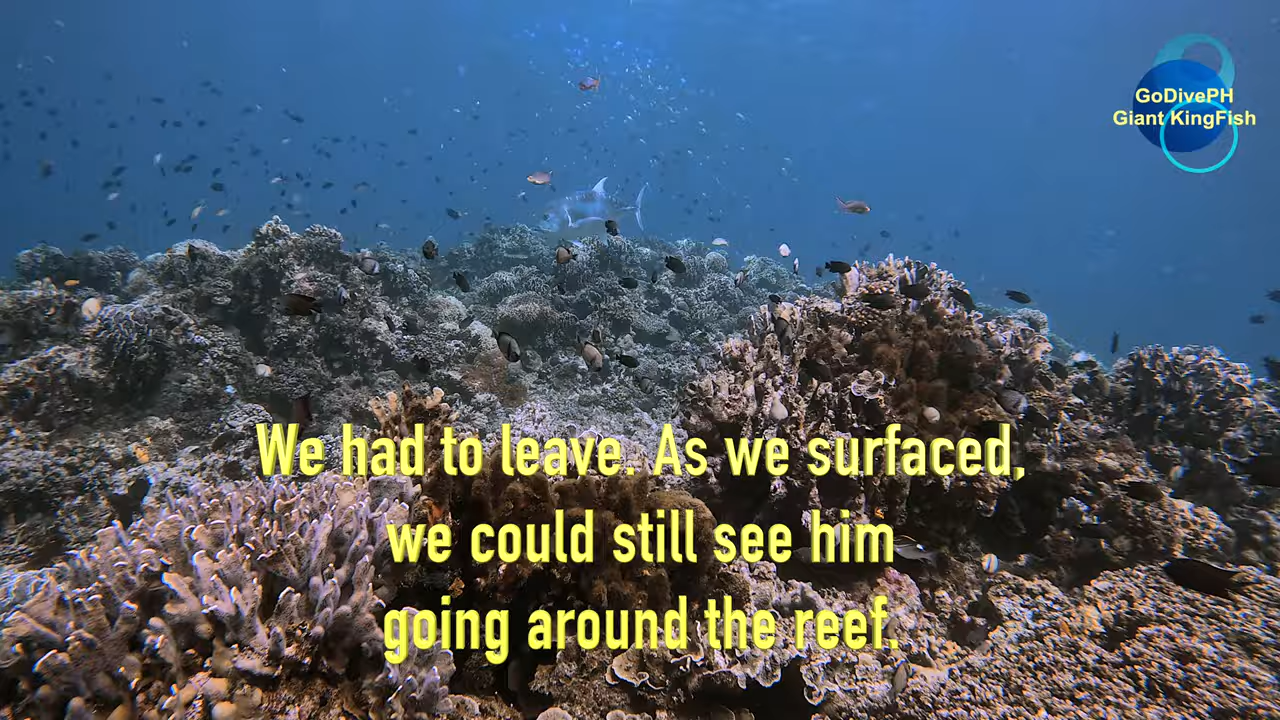 GoDivePH
Giant KingFish
We had to leave. As we surfaced,
we could still see him
going around the reef.